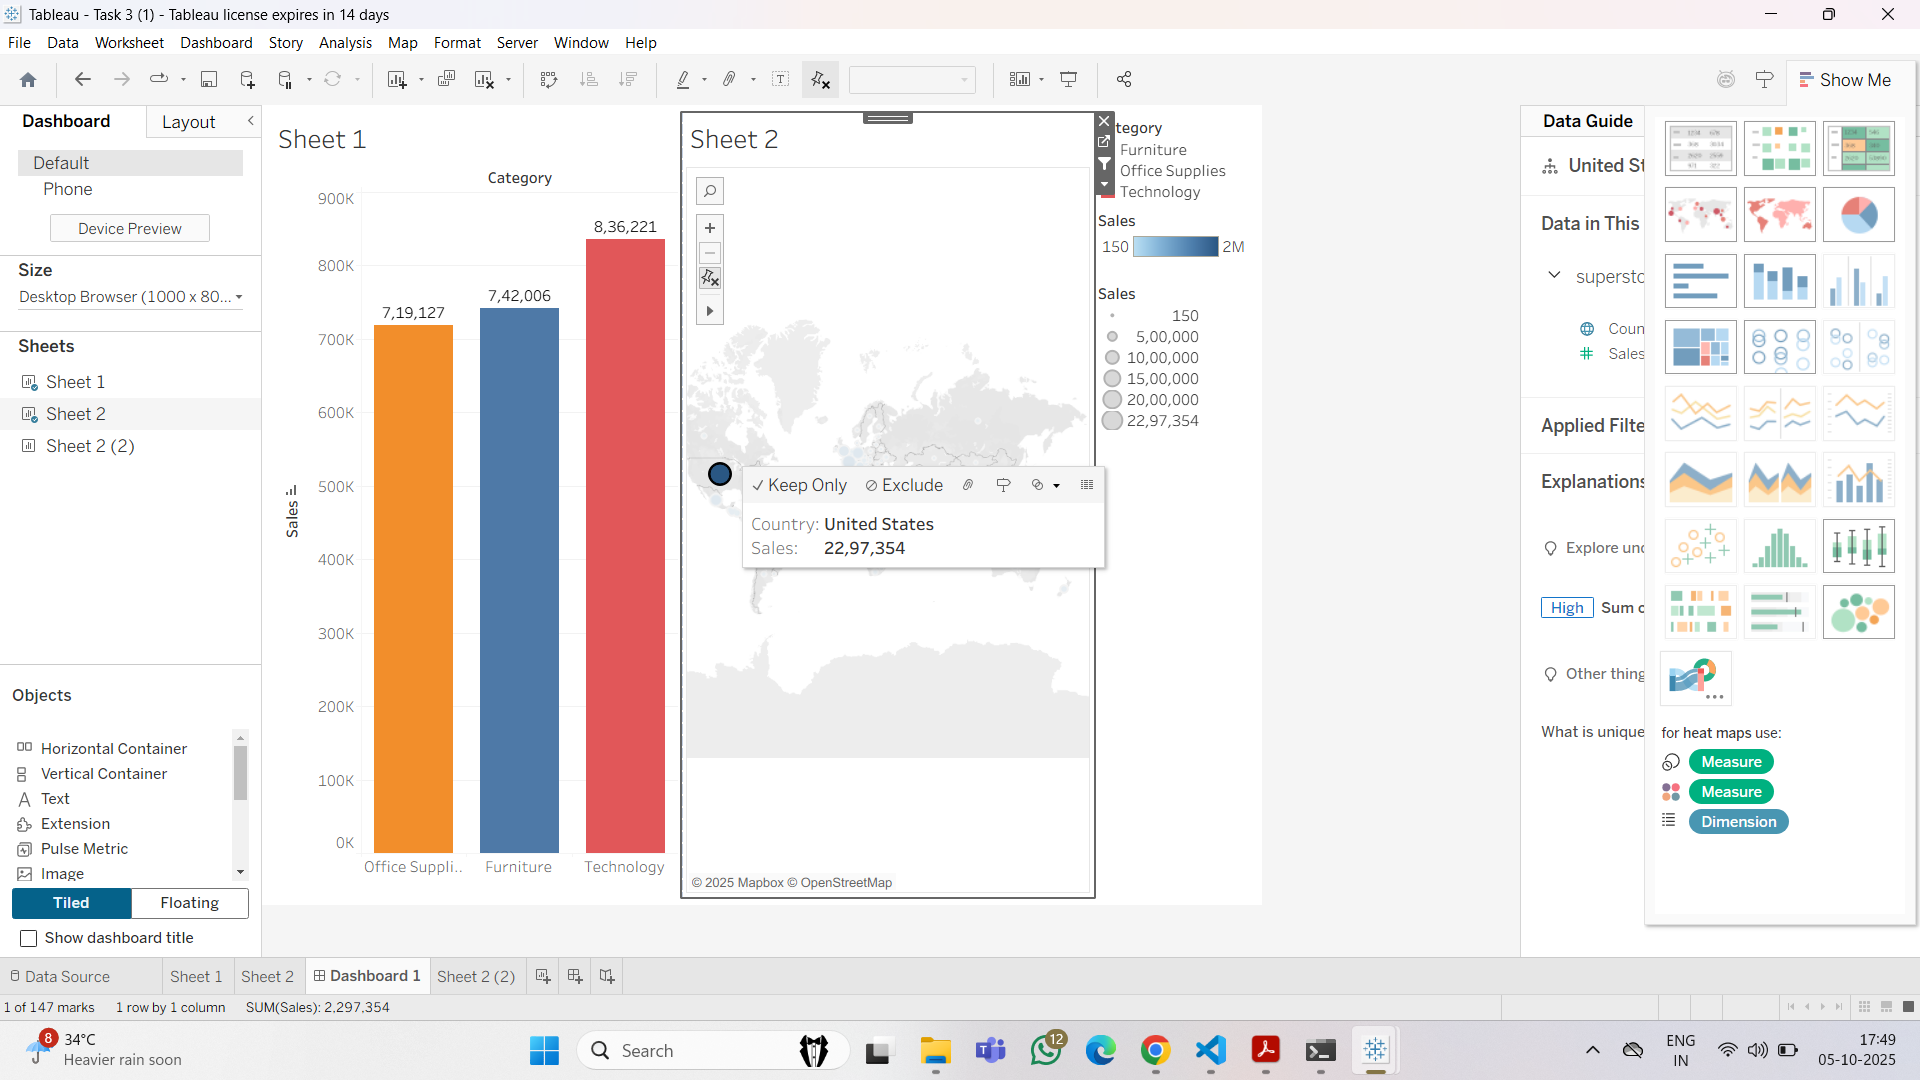 Tableau - Task 3 (1) - Tableau license expires in 14 days
File Data Worksheet Dashboard Story Analysis Map Format Server Window Help
Show Me
Dashboard
Layout
Default
Phone
Device Preview
Size
Desktop Browser (1000 x 80...
Sheets
Sheet 1
Sheet 2
Sheet 2 (2)
Objects
Horizontal Container
Vertical Container
Text
Extension
Pulse Metric
Image
Tiled
Floating
Show dashboard title
Sheet 1
Category
900K
800K
700K
600K
500K
400K
300K
200K
100K
0K
Sales
7,19,127
7,42,006
8,36,221
Office Suppli..
Furniture
Technology
Sheet 2
Keep Only
Exclude
Country: United States
Sales: 22,97,354
© 2025 Mapbox © OpenStreetMap
tegory
Furniture
Office Supplies
Technology
Sales
150
2M
Sales
150
5,00,000
10,00,000
15,00,000
20,00,000
22,97,354
Data Guide
United St
Data in This
supersto
Coun
Sales
Applied Filte
Explanations
Explore und
High Sum o
Other thing
What is unique
for heat maps use:
Measure
Measure
Dimension
Data Source
Sheet 1
Sheet 2
Dashboard 1
Sheet 2 (2)
1 of 147 marks
1 row by 1 column
SUM(Sales): 2,297,354
8
34°C
Heavier rain soon
Search
12
ENG
IN
17:49
05-10-2025